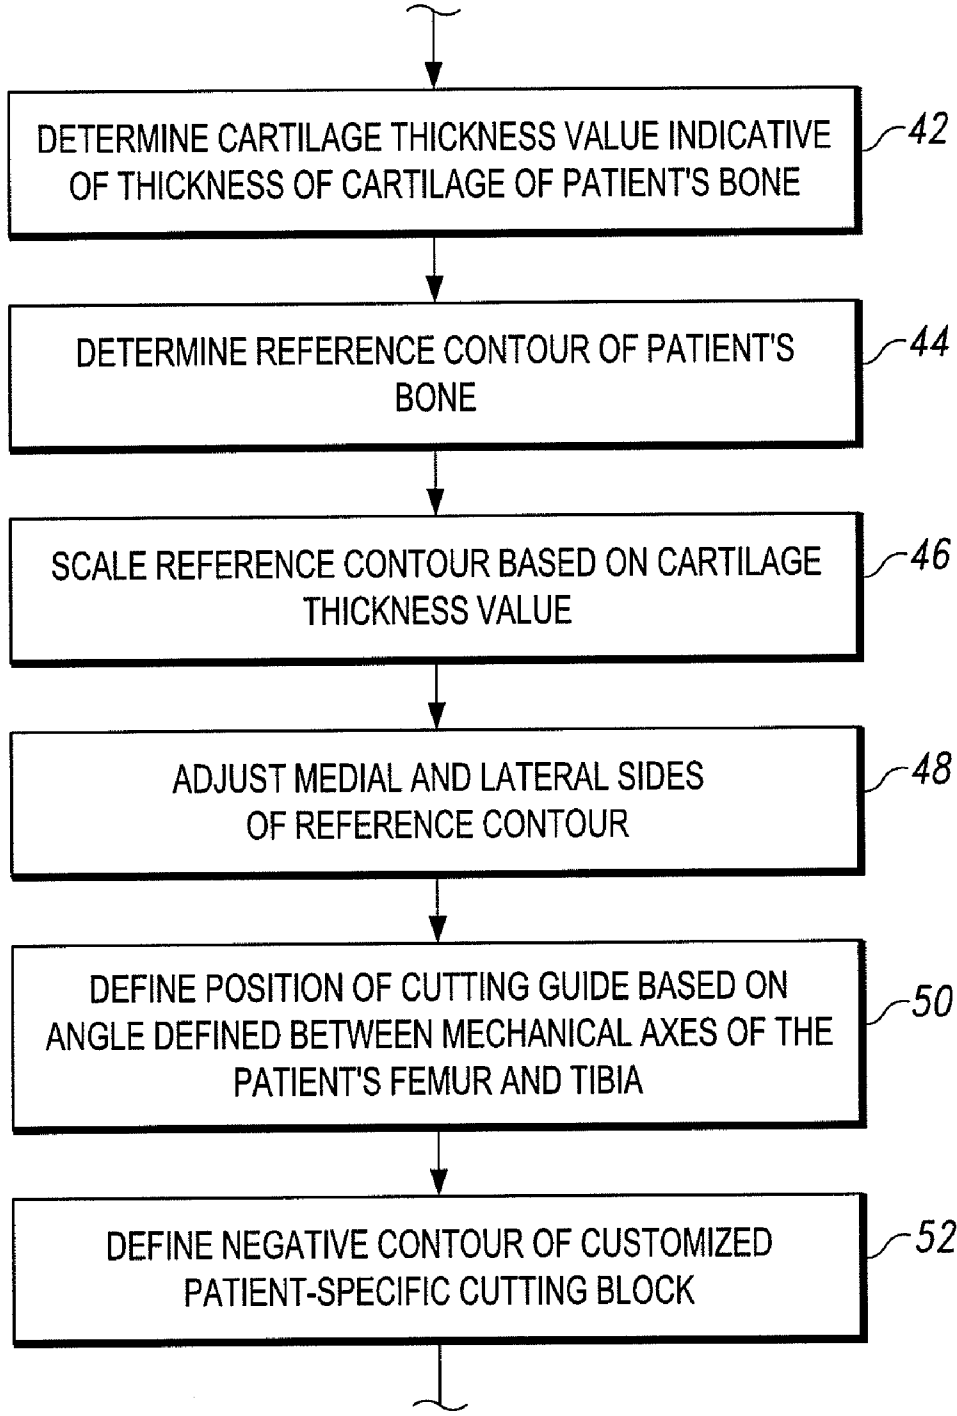 DETERMINE CARTILAGE THICKNESS VALUE INDICATIVE
OF THICKNESS OF CARTILAGE OF PATIENT'S BONE
42
DETERMINE REFERENCE CONTOUR OF PATIENT'S
BONE
44
SCALE REFERENCE CONTOUR BASED ON CARTILAGE
THICKNESS VALUE
46
ADJUST MEDIAL AND LATERAL SIDES
OF REFERENCE CONTOUR
48
DEFINE POSITION OF CUTTING GUIDE BASED ON
ANGLE DEFINED BETWEEN MECHANICAL AXES OF THE
PATIENT'S FEMUR AND TIBIA
50
DEFINE NEGATIVE CONTOUR OF CUSTOMIZED
PATIENT-SPECIFIC CUTTING BLOCK
52